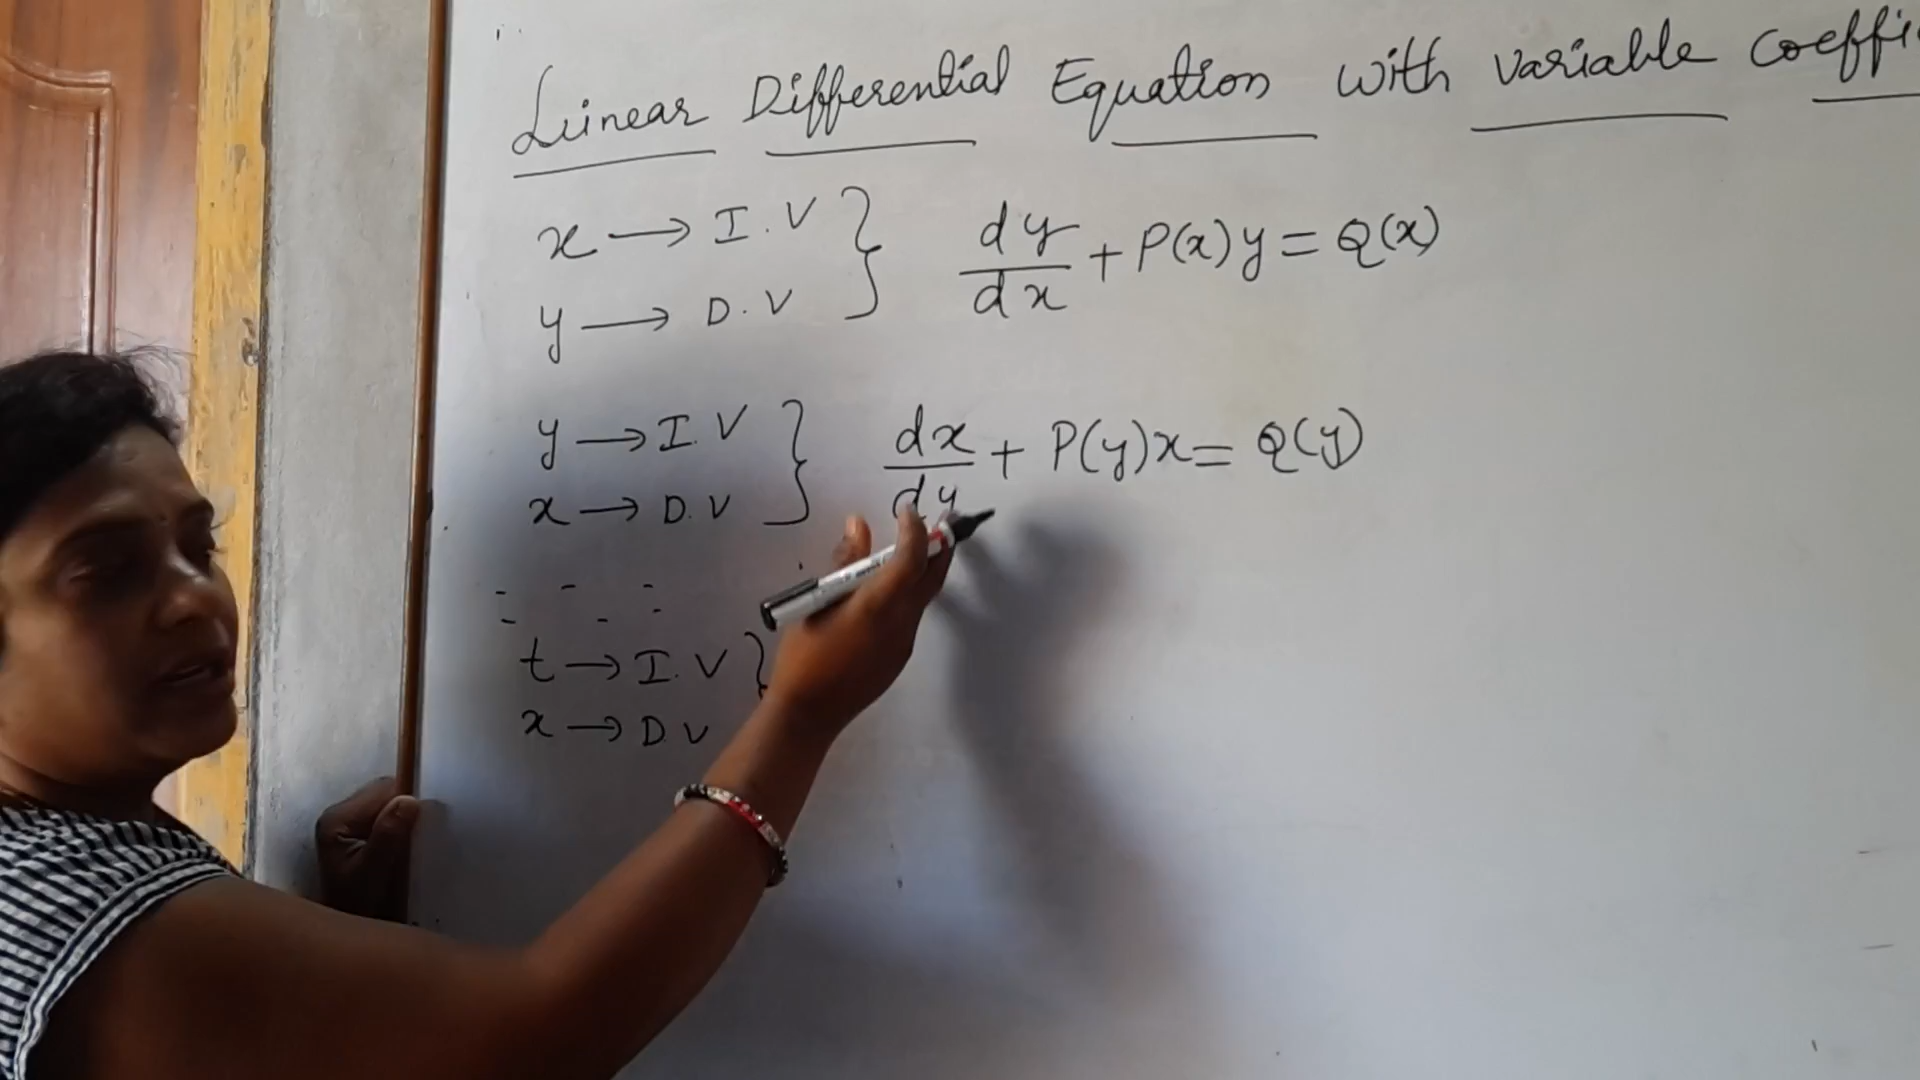 Linear Differential Equation with variable
x → I.V
y → D.V } dy/dx + P(x)y = Q(x)
y → I.V
x → D.V } dx/dy + P(y)x = Q(y)
t → I.V }
x → D.V